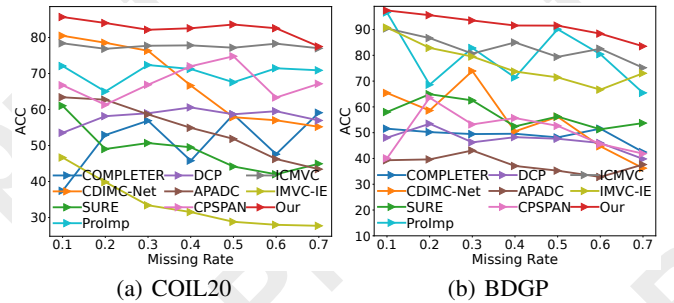 80
70
60
50
40
30
ACC
COMPLETER
CDIMC-Net
SURE
ProImp
DCP
APADC
CPSPAN
ICMVC
IMVC-IE
Our
0.1 0.2 0.3 0.4 0.5 0.6 0.7
Missing Rate
(a) COIL20
90
80
70
60
50
40
30
20
10
ACC
COMPLETER
CDIMC-Net
SURE
ProImp
DCP
APADC
CPSPAN
ICMVC
IMVC-IE
Our
0.1 0.2 0.3 0.4 0.5 0.6 0.7
Missing Rate
(b) BDGP